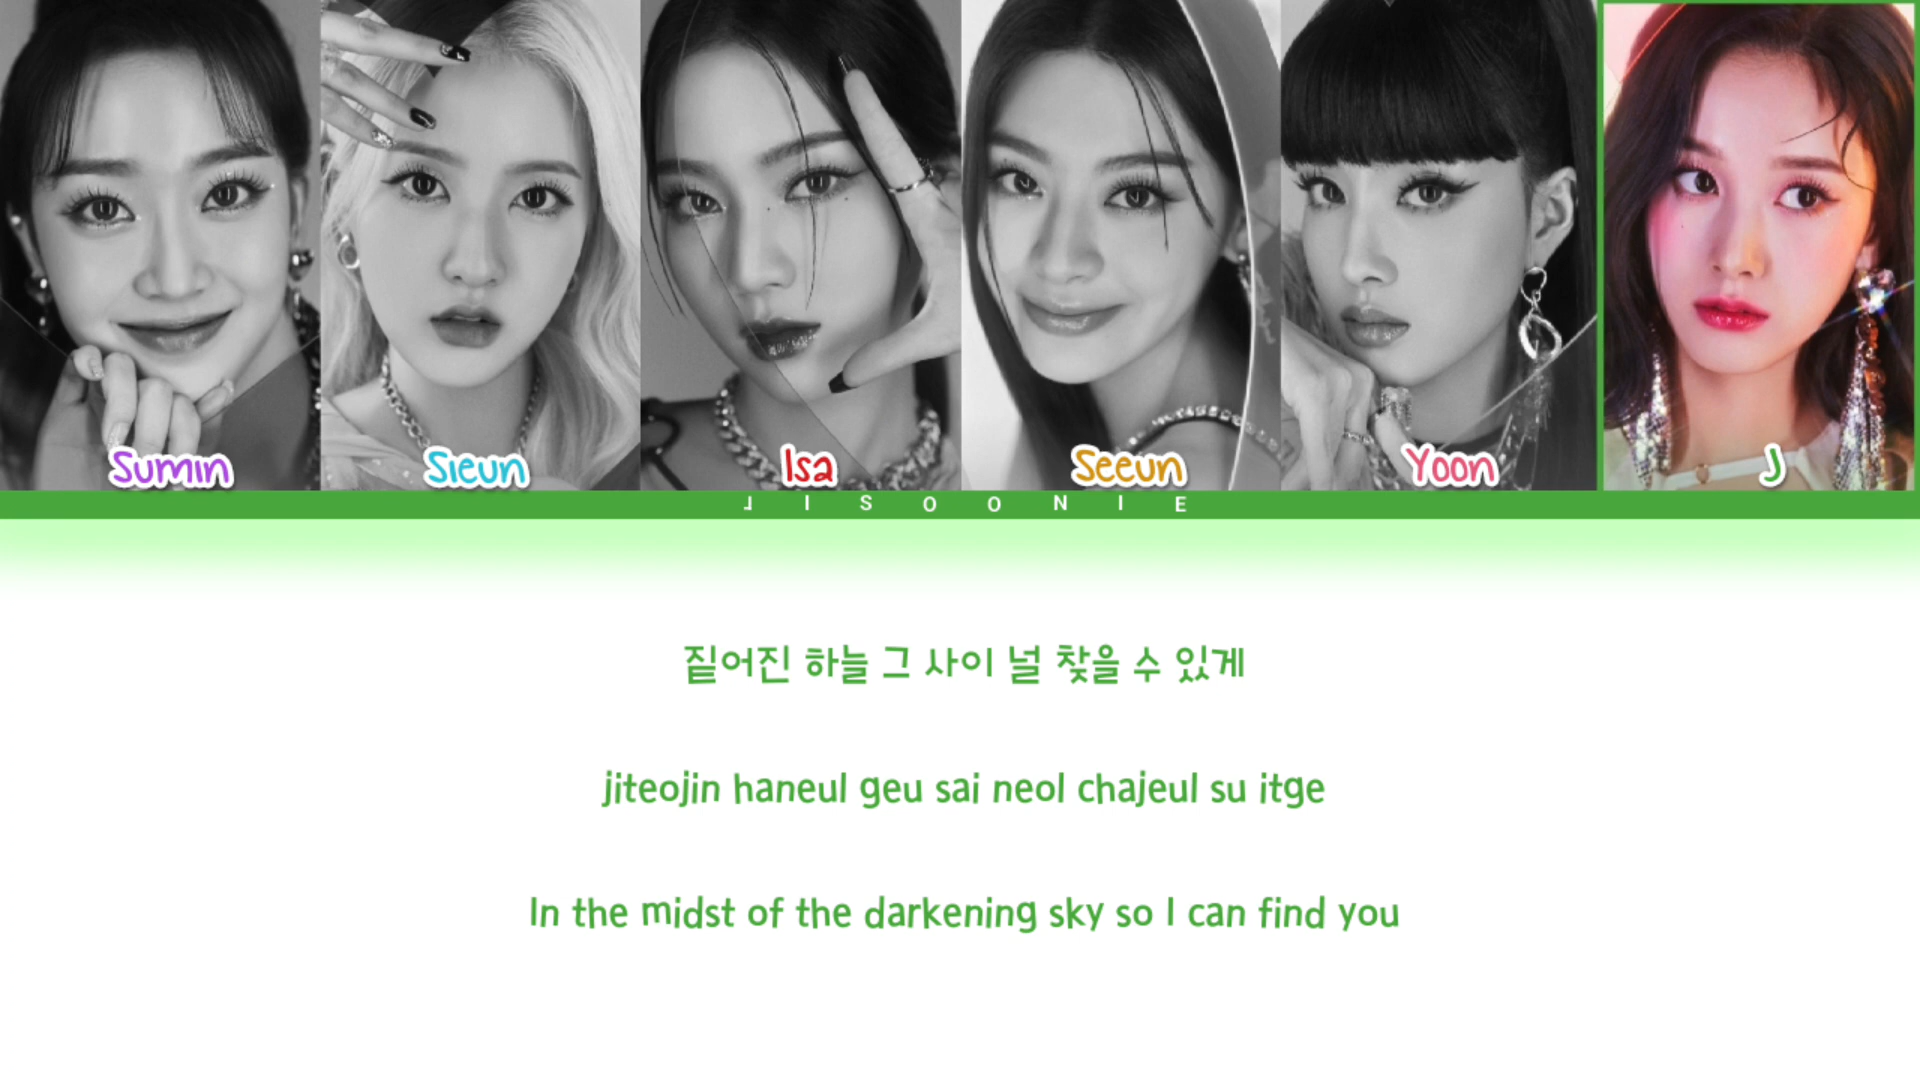 Sumin Sieun Isa Seeun Yoon J
JISOONIE
짙어진 하늘 그 사이 널 찾을 수 있게
jiteojin haneul geu sai neol chajeul su itge
In the midst of the darkening sky so I can find you